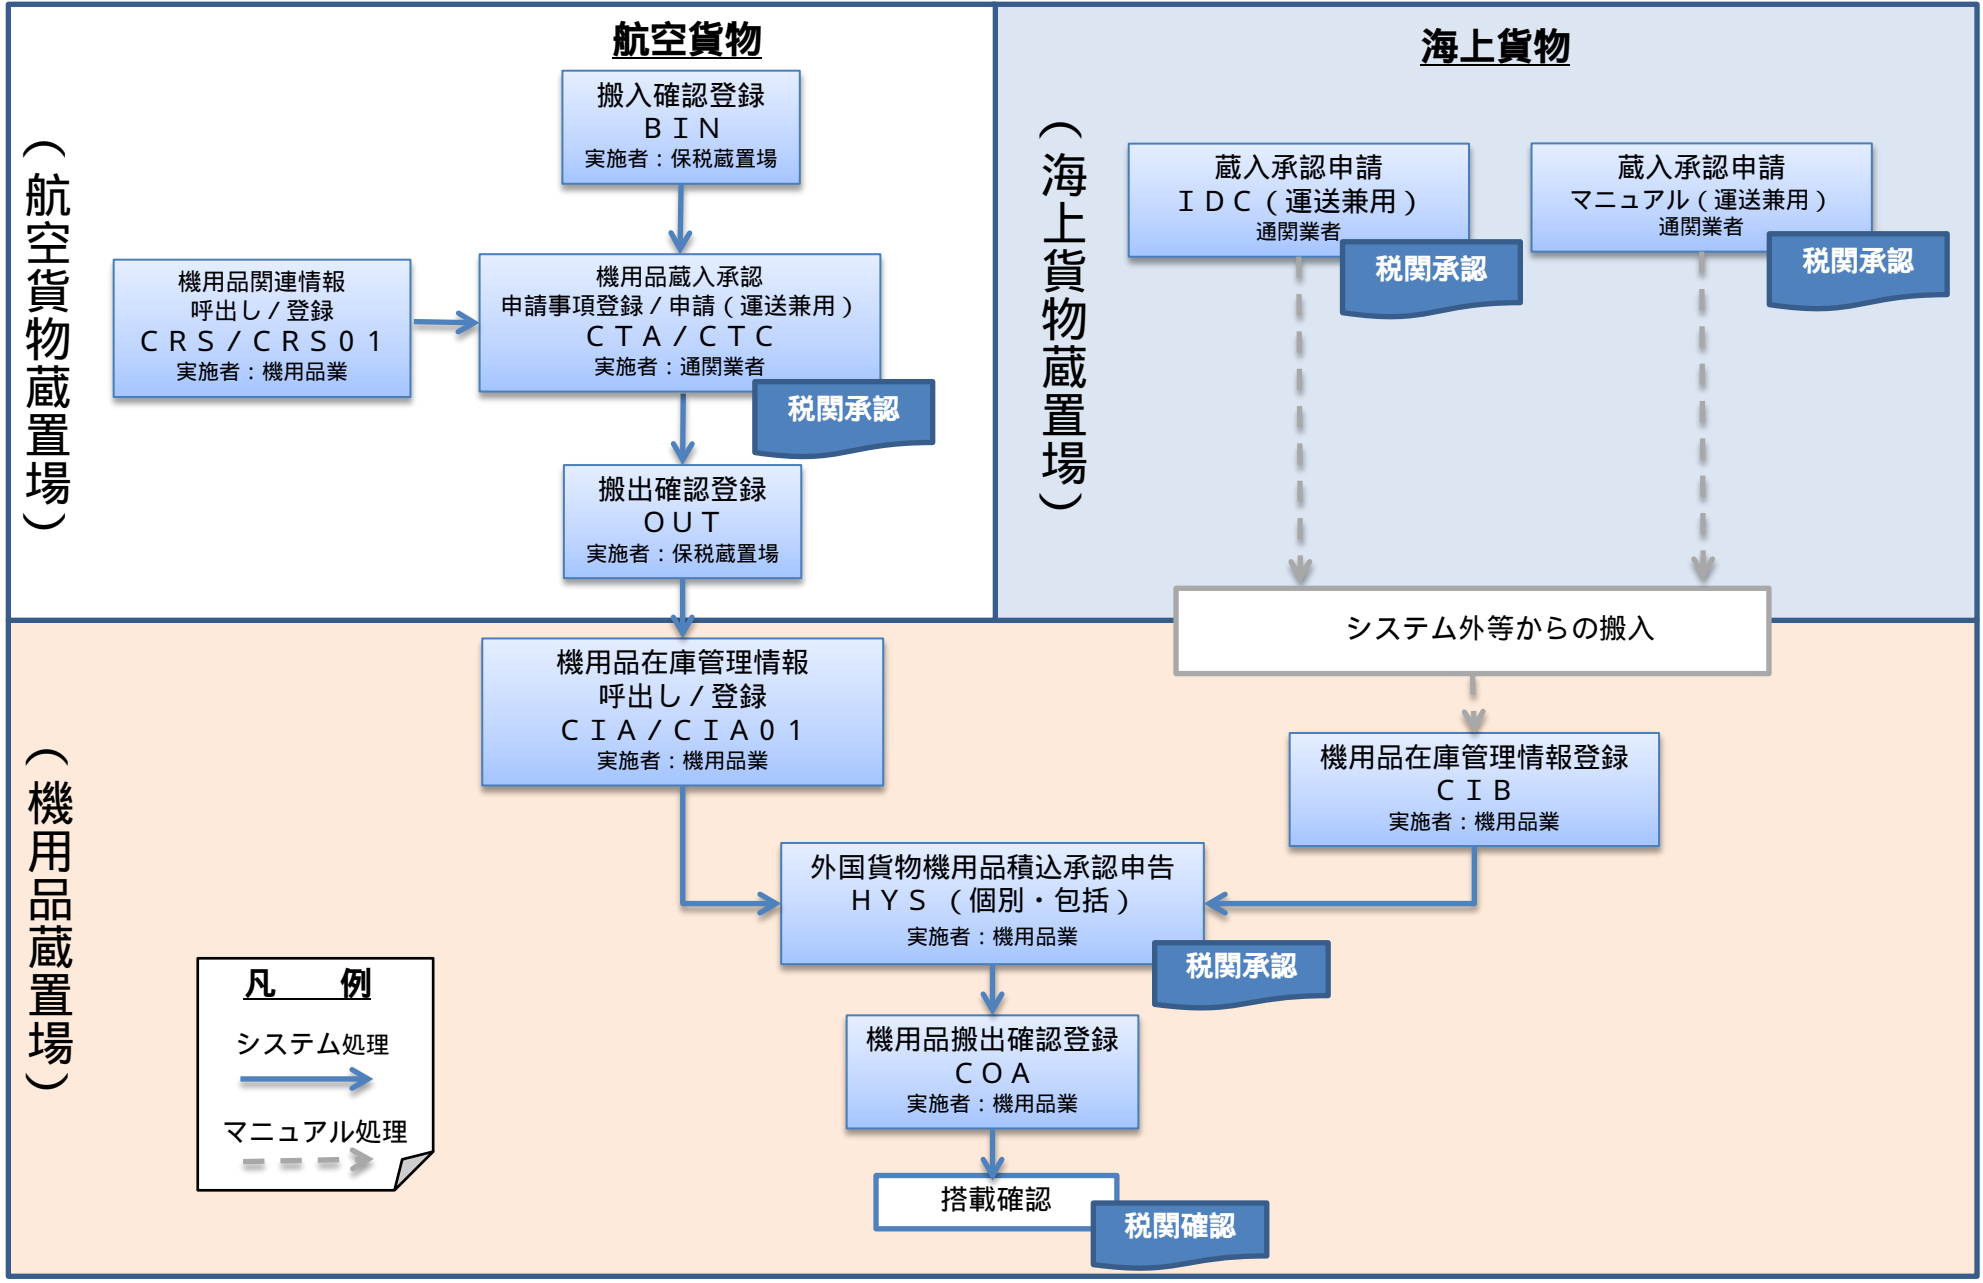 航空貨物
(航空貨物蔵置場)
搬入確認登録
ＢＩＮ
実施者：保税蔵置場
機用品関連情報
呼出し／登録
ＣＲＳ／ＣＲＳ０１
実施者：機用品業
機用品蔵入承認
申請事項登録／申請（運送兼用）
ＣＴＡ／ＣＴＣ
実施者：通関業者
税関承認
搬出確認登録
ＯＵＴ
実施者：保税蔵置場
海上貨物
(海上貨物蔵置場)
蔵入承認申請
ＩＤＣ（運送兼用）
通関業者
税関承認
蔵入承認申請
マニュアル（運送兼用）
通関業者
税関承認
システム外等からの搬入
(機用品蔵置場)
機用品在庫管理情報
呼出し／登録
ＣＩＡ／ＣＩＡ０１
実施者：機用品業
機用品在庫管理情報登録
ＣＩＢ
実施者：機用品業
外国貨物機用品積込承認申告
ＨＹＳ （個別・包括）
実施者：機用品業
税関承認
機用品搬出確認登録
ＣＯＡ
実施者：機用品業
搭載確認
税関確認
凡　例
システム処理
マニュアル処理